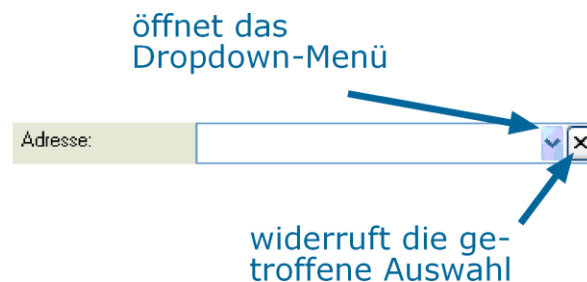 öffnet das
Dropdown-Menü
Adresse:
widerruft die ge-
troffene Auswahl